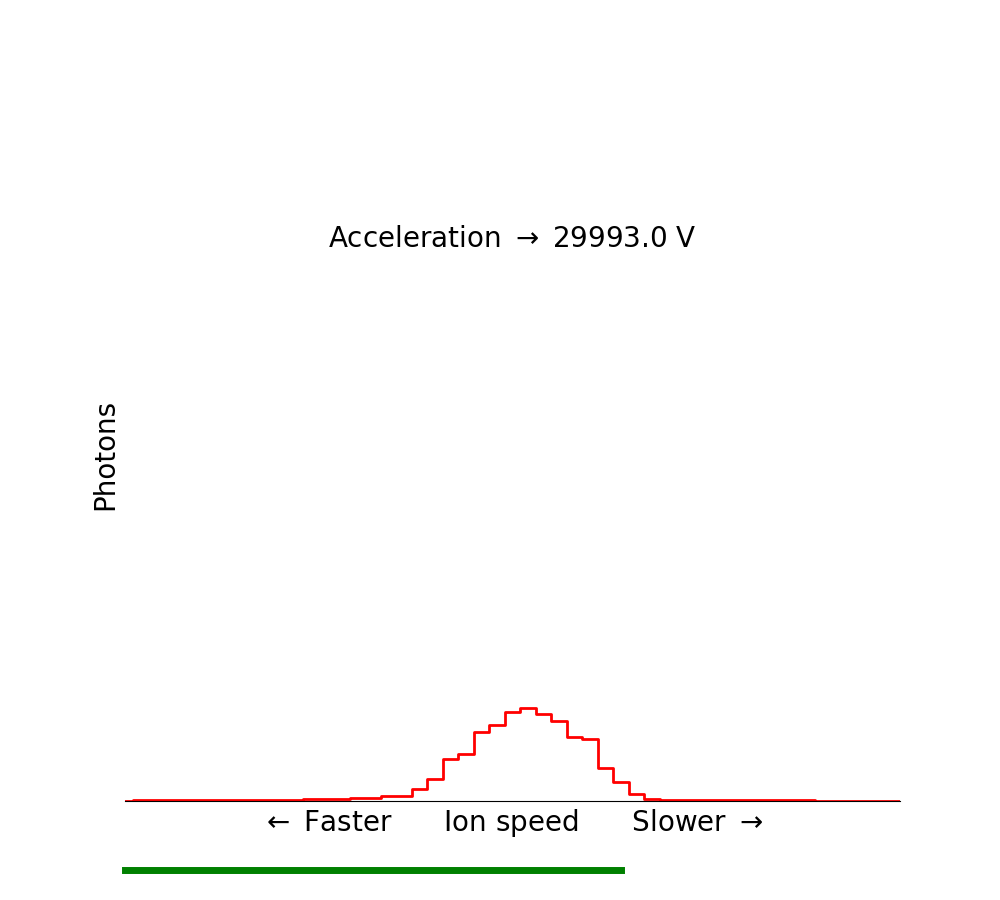 Acceleration → 29993.0 V
Photons
← Faster Ion speed Slower →